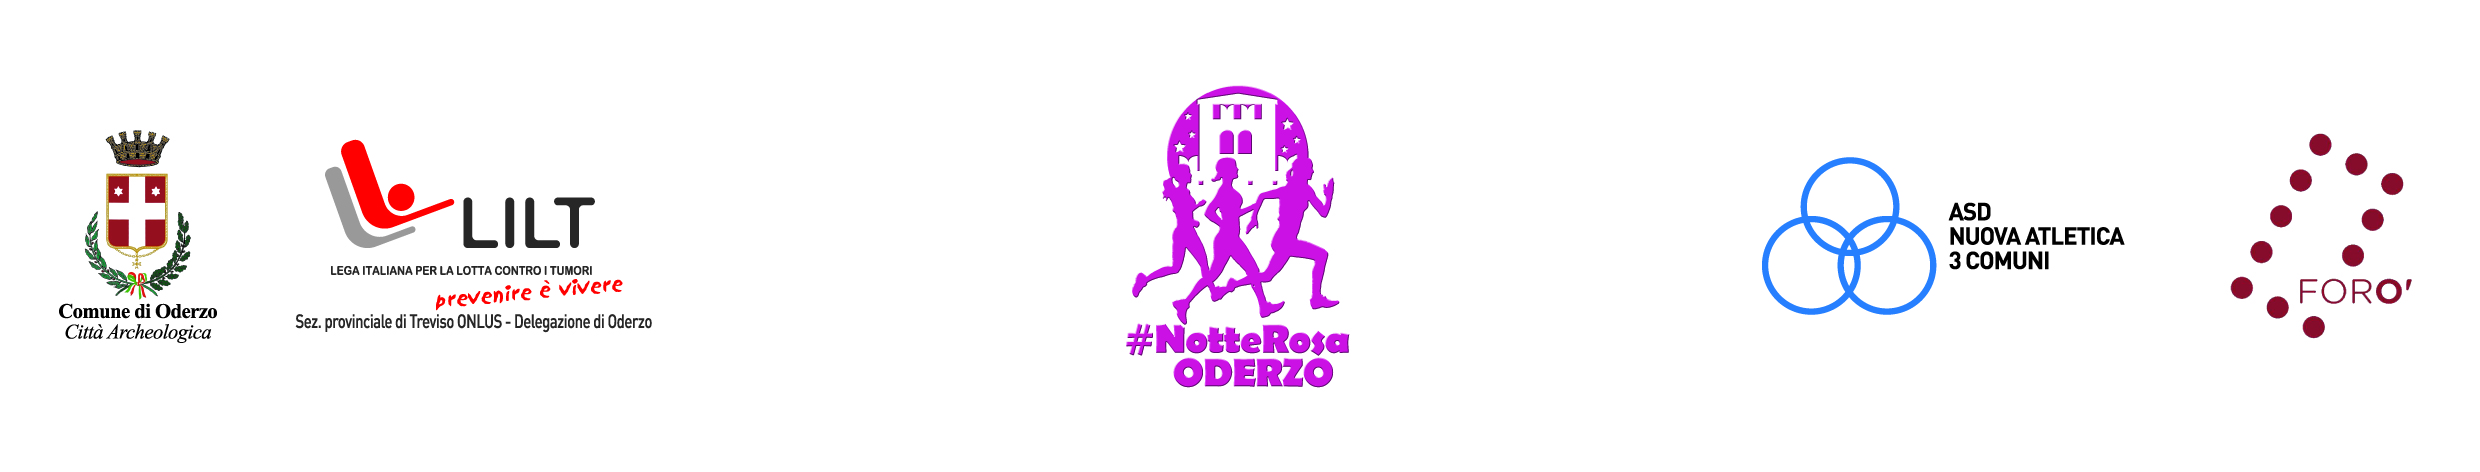 Comune di Oderzo
Città Archeologica
LILT
LEGA ITALIANA PER LA LOTTA CONTRO I TUMORI
prevenire è vivere
Sez. provinciale di Treviso ONLUS - Delegazione di Oderzo
#NotteRosa
ODERZO
ASD
NUOVA ATLETICA
3 COMUNI
FORO'